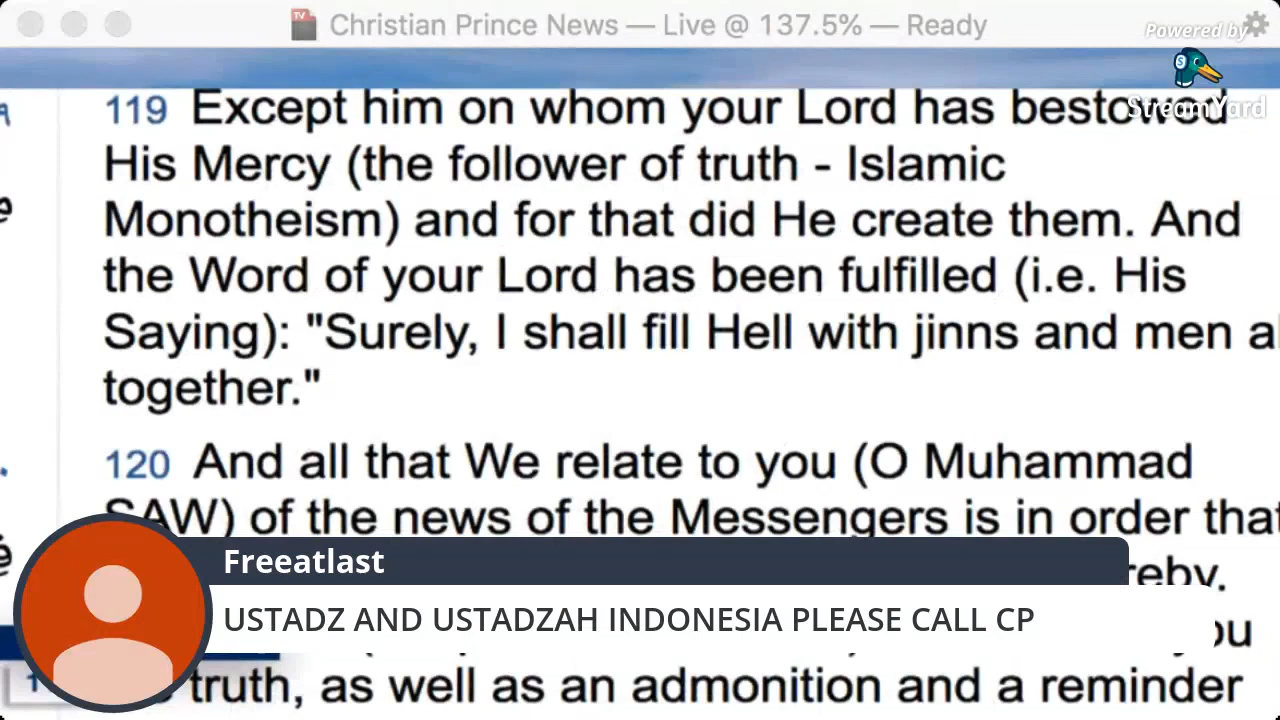 Christian Prince News — Live @ 137.5% — Ready
Powered by
StreamYard
119 Except him on whom your Lord has bestowed
His Mercy (the follower of truth - Islamic
Monotheism) and for that did He create them. And
the Word of your Lord has been fulfilled (i.e. His
Saying): "Surely, I shall fill Hell with jinns and men al
together."
120 And all that We relate to you (O Muhammad
SAW) of the news of the Messengers is in order that
reby.
Freeatlast
USTADZ AND USTADZAH INDONESIA PLEASE CALL CP
truth, as well as an admonition and a reminder